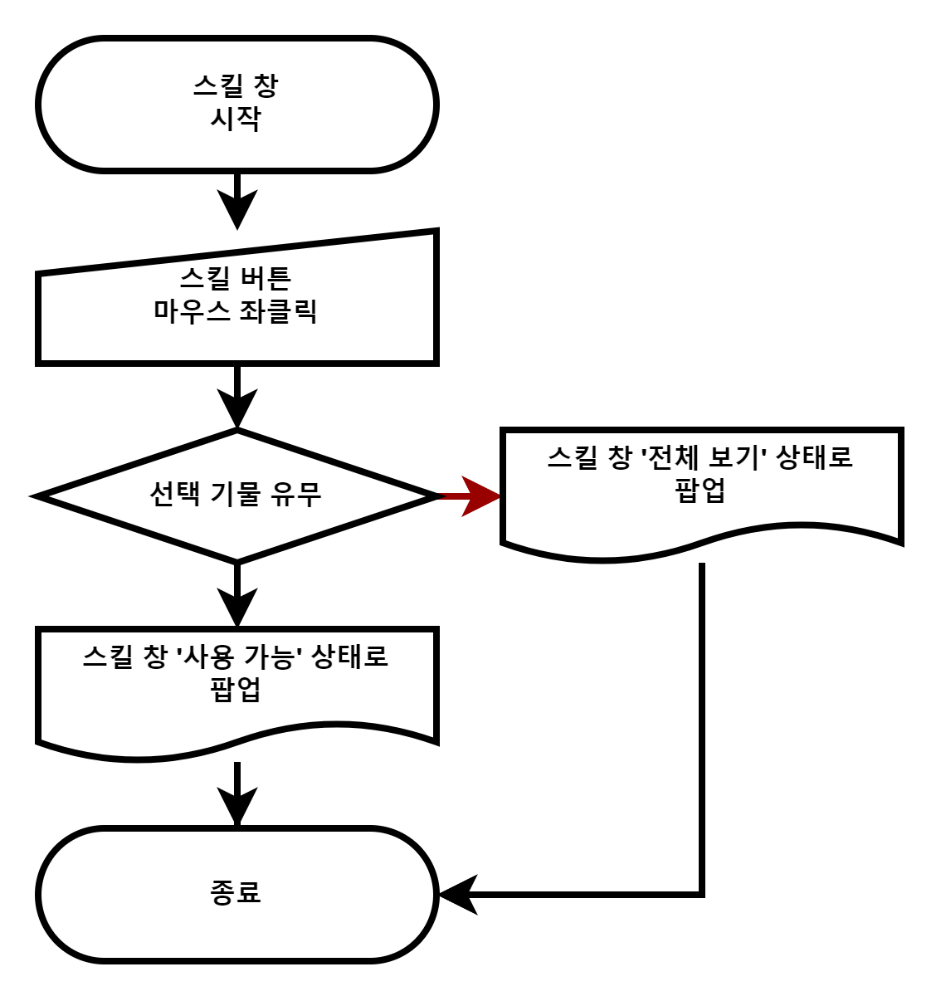 스킬 창
시작
스킬 버튼
마우스 좌클릭
선택 기물 유무
스킬 창 '전체 보기' 상태로
팝업
스킬 창 '사용 가능' 상태로
팝업
종료